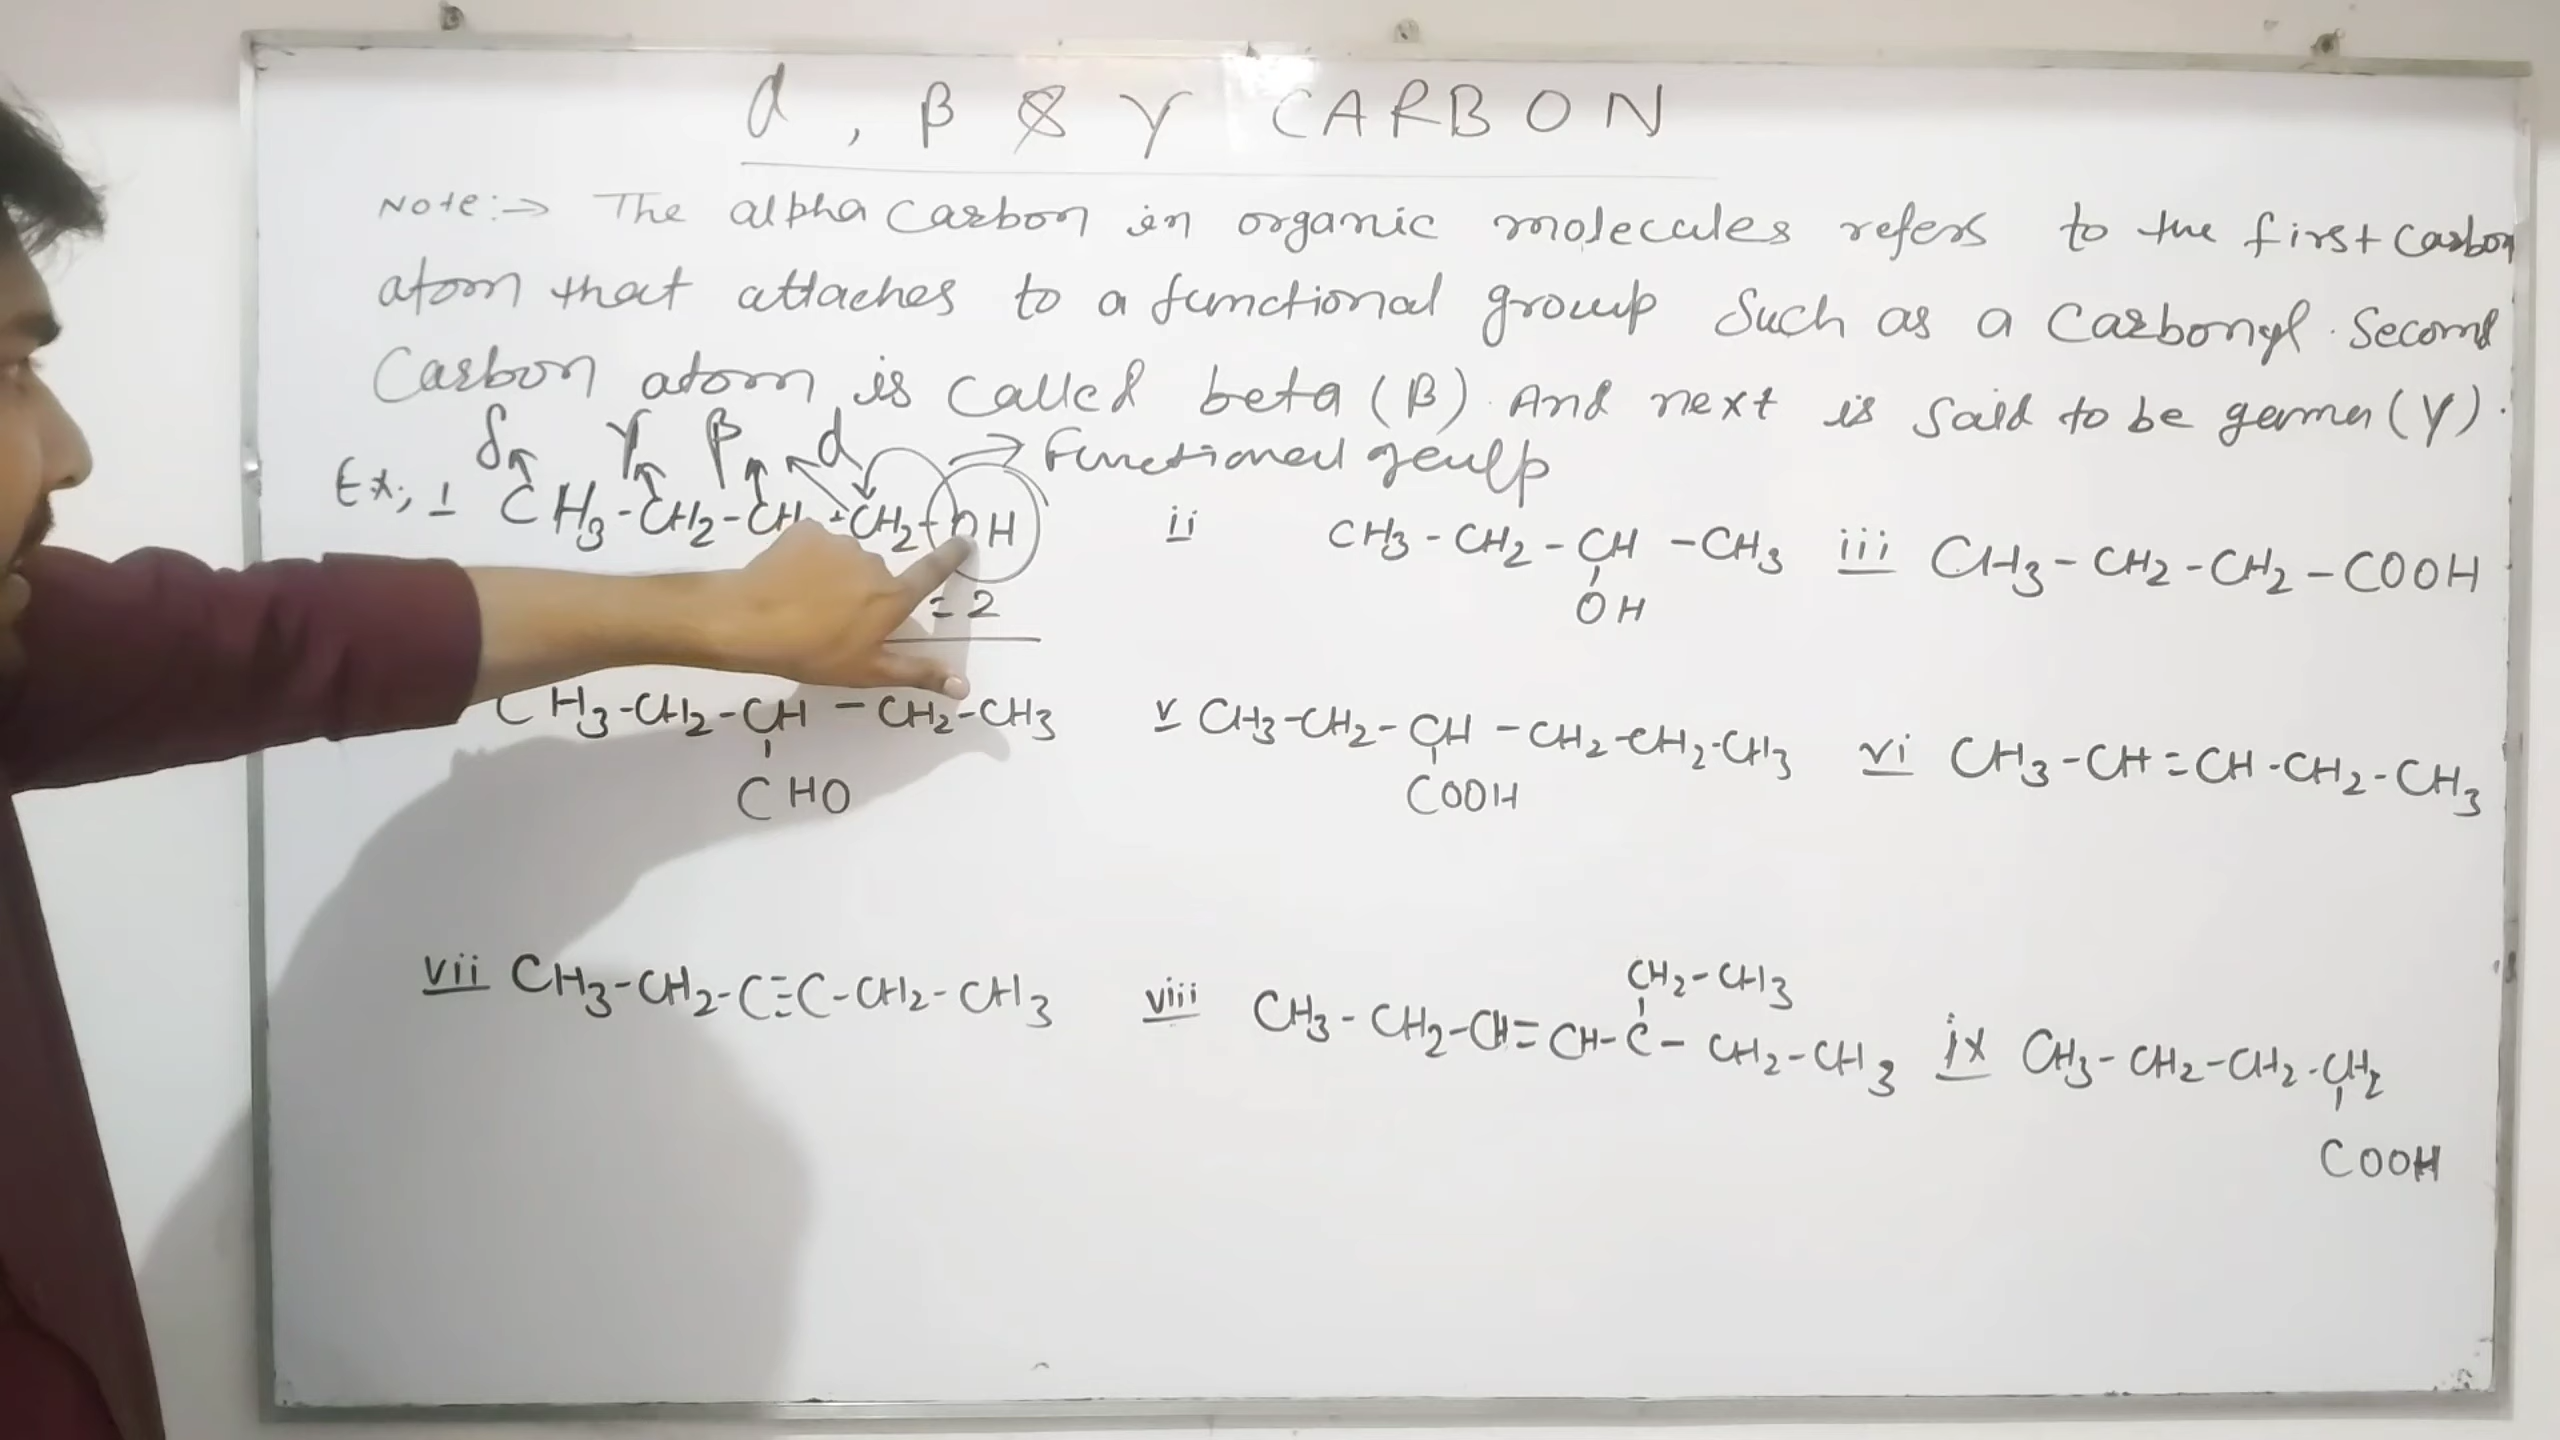 α, β & γ CARBON
Note:→ The alpha carbon in organic molecules refers to the first carbon
atom that attaches to a functional group Such as a Carbonyl. Second
Carbon atom is called beta (β). And next is said to be gamma (γ).
δ γ β α → Functional
Ex; 1 CH3-CH2-CH -CH2-OH
= 2
ii CH3-CH2-CH-CH3
OH
iii CH3-CH2-CH2-COOH
CH3-CH2-CH-CH2-CH3
CHO
v CH3-CH2-CH-CH2-CH2-CH3
COOH
vi CH3-CH=CH-CH2-CH3
vii CH3-CH2-C≡C-CH2-CH3
CH2-CH3
viii CH3-CH2-CH=CH-C-CH2-CH3
ix CH3-CH2-CH2-CH2
COOH